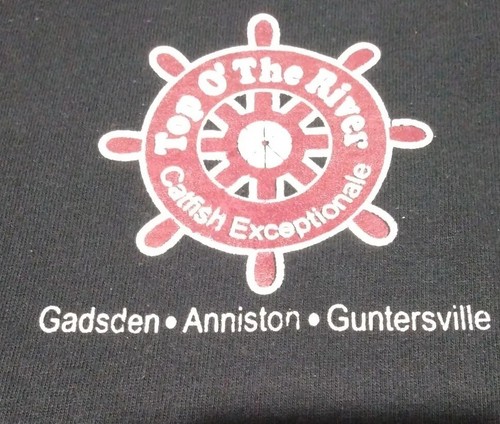 Top O' The River
Catfish Exceptionale
Gadsden • Anniston • Guntersville